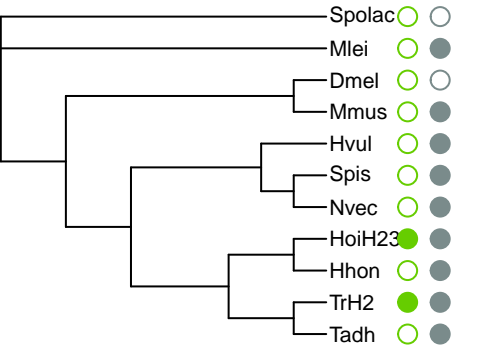 Spolac
Mlei
Dmel
Mmus
Hvul
Spis
Nvec
HoiH23
Hhon
TrH2
Tadh